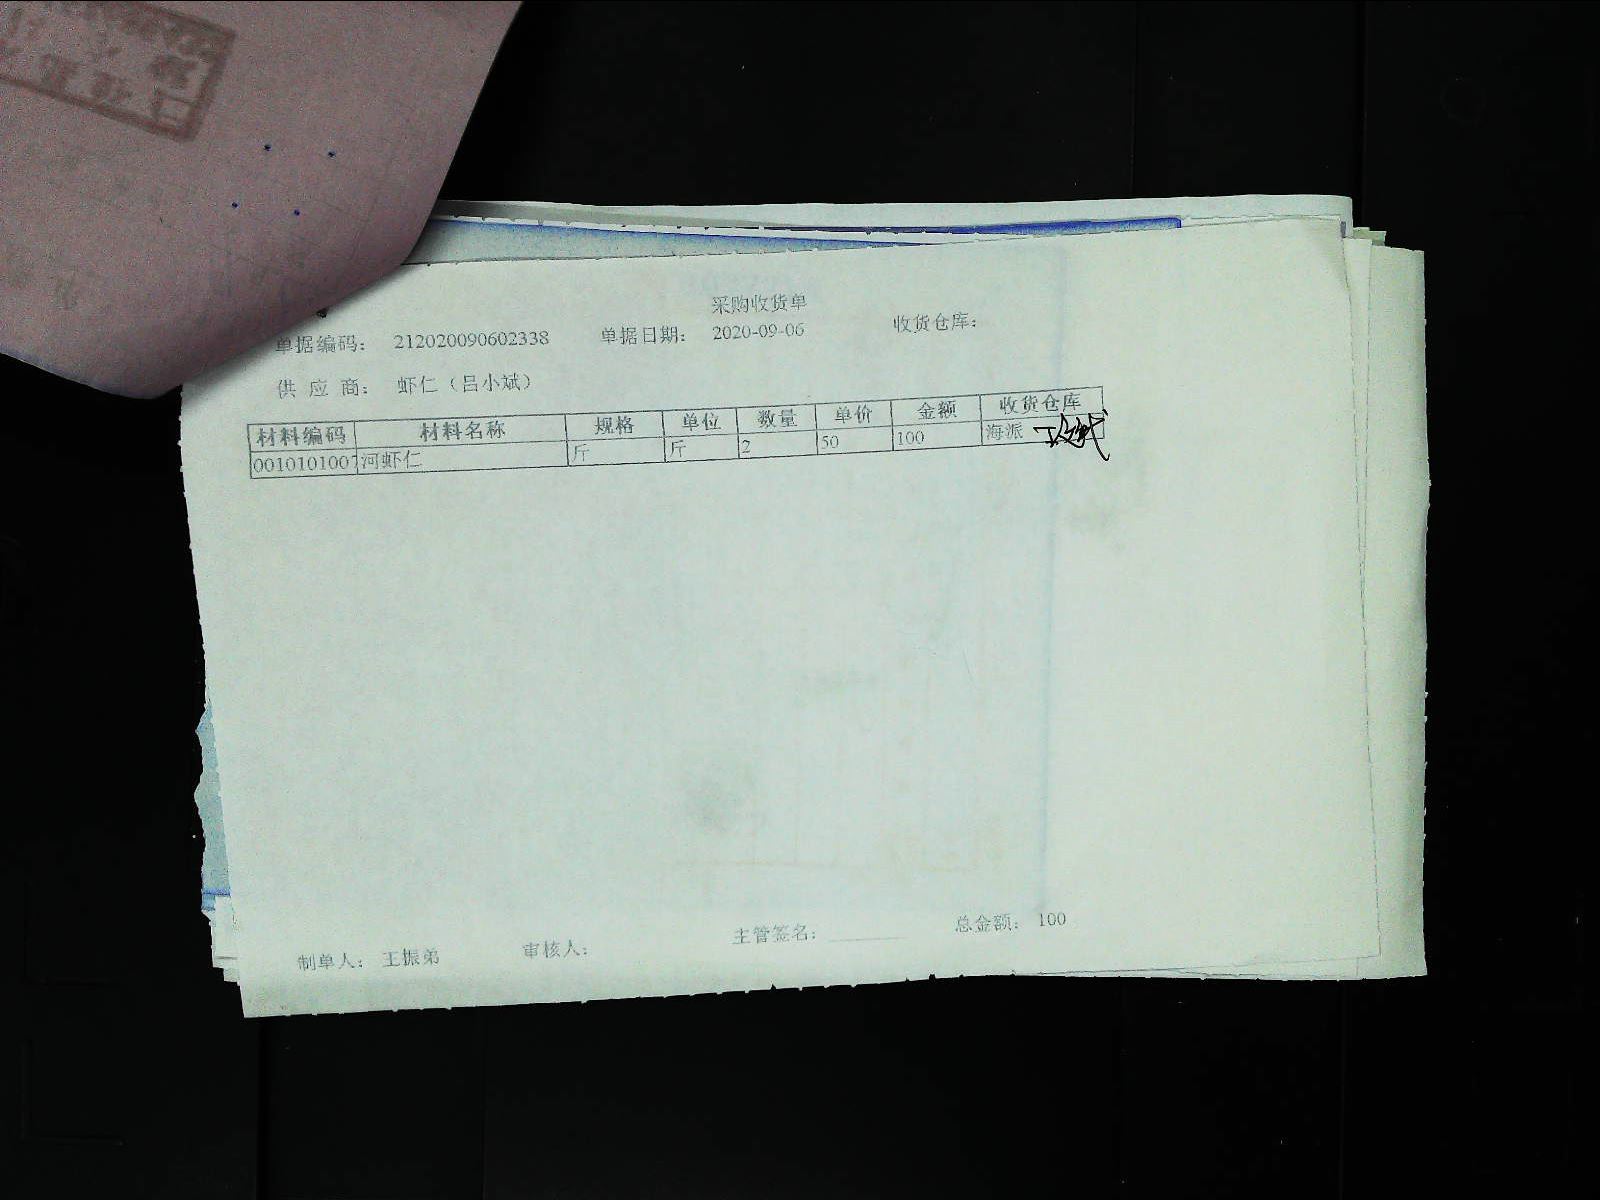 采购收货单
单据编码： 212020090602338 单据日期： 2020-09-06 收货仓库：
供 应 商： 虾仁（吕小斌）
材料编码 材料名称 规格 单位 数量 单价 金额 收货仓库
0010101007 河虾仁 斤 斤 2 50 100 海派
制单人： 王振弟 审核人： 主管签名： 总金额： 100